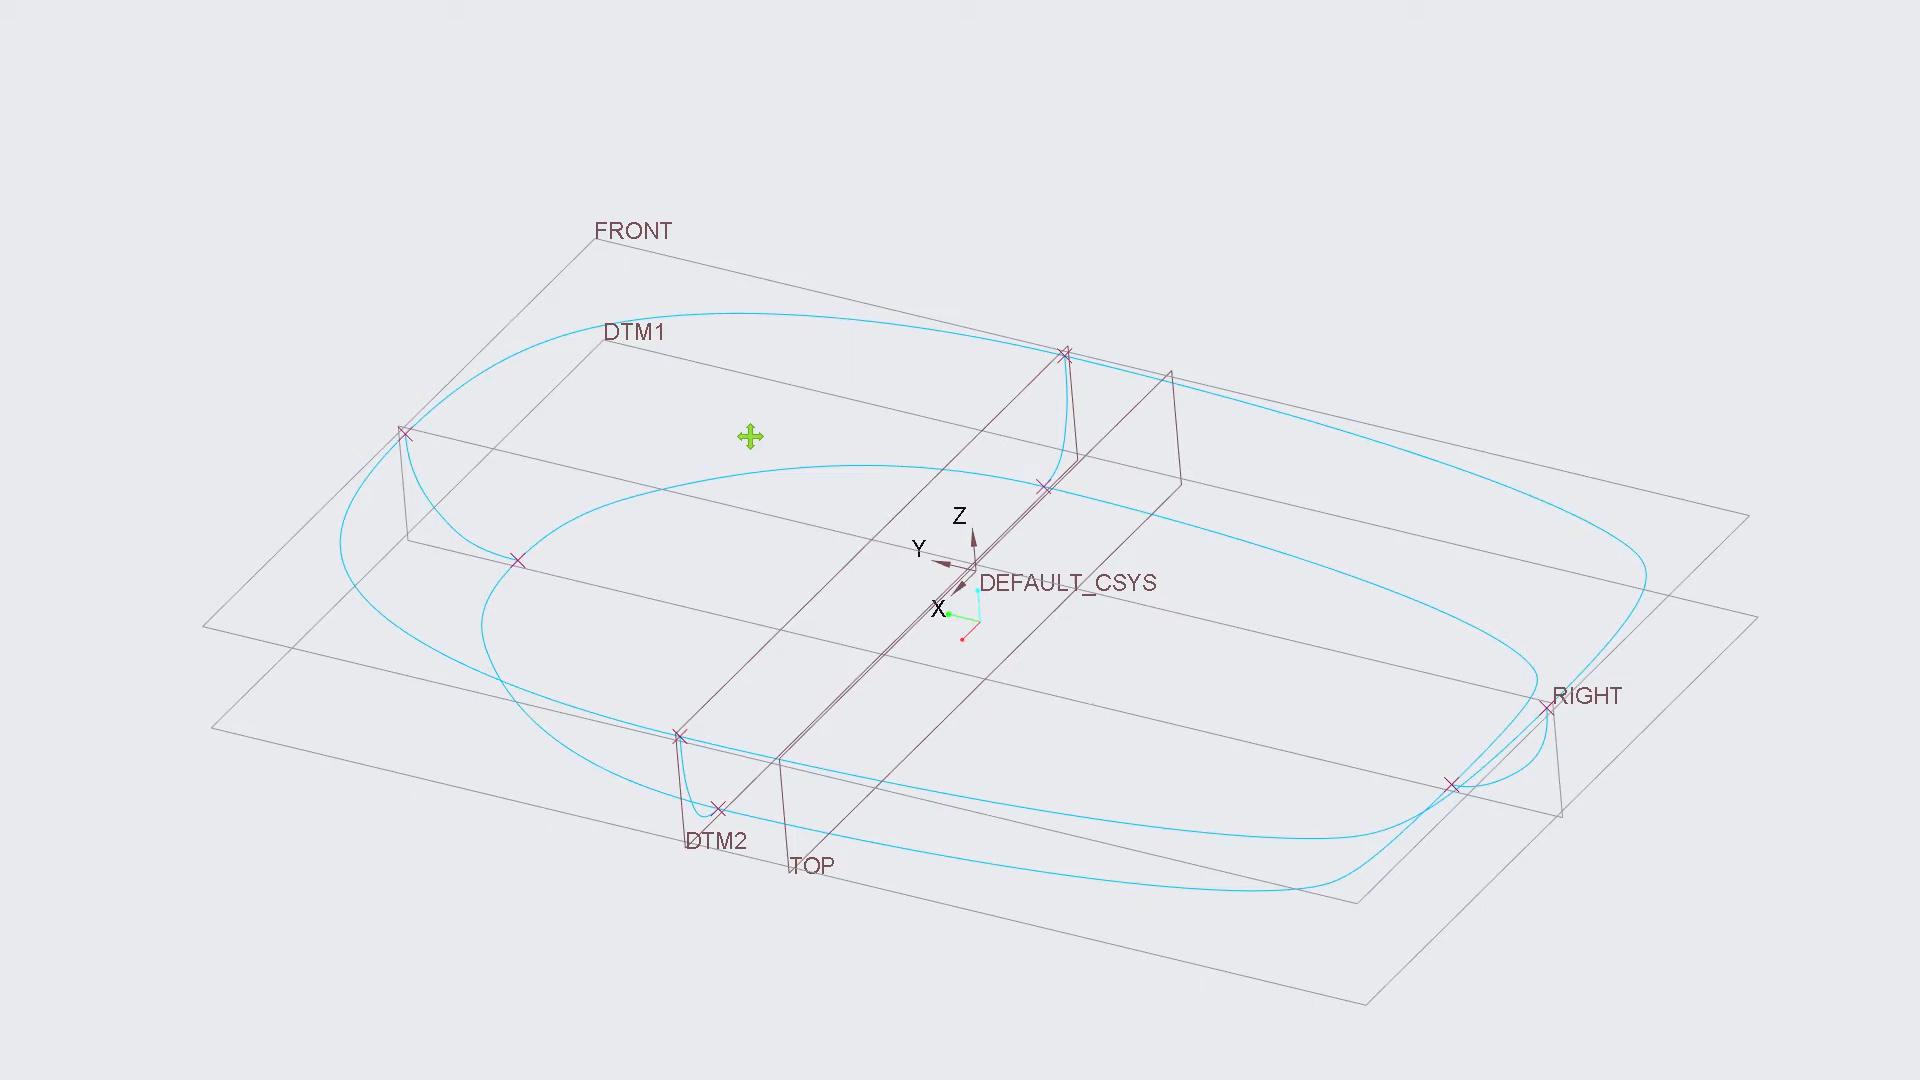 FRONT
DTM1
Z
Y
DEFAULT_CSYS
X
RIGHT
DTM2
TOP